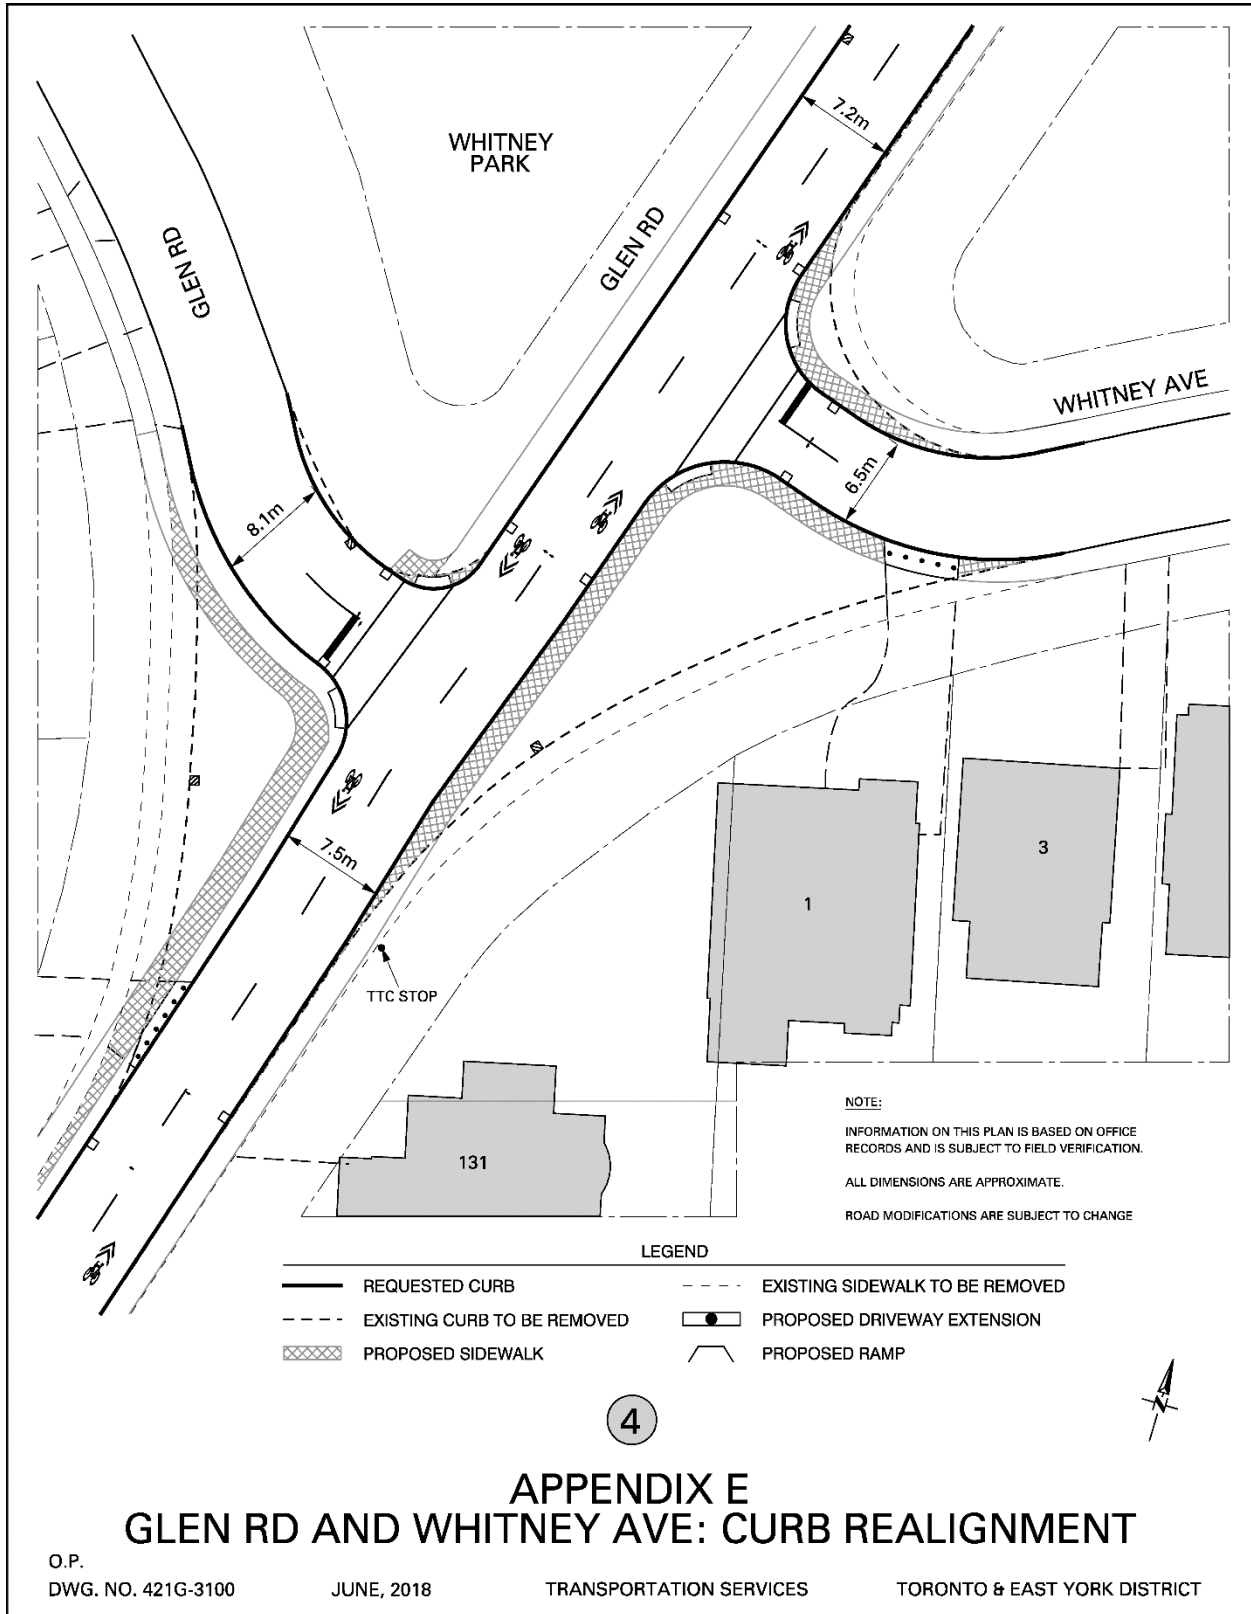 WHITNEY
PARK
7.2m
GLEN RD
GLEN RD
WHITNEY AVE
6.5m
8.1m
7.5m
TTC STOP
1
3
131
NOTE:
INFORMATION ON THIS PLAN IS BASED ON OFFICE
RECORDS AND IS SUBJECT TO FIELD VERIFICATION.
ALL DIMENSIONS ARE APPROXIMATE.
ROAD MODIFICATIONS ARE SUBJECT TO CHANGE
LEGEND
REQUESTED CURB
EXISTING SIDEWALK TO BE REMOVED
EXISTING CURB TO BE REMOVED
PROPOSED DRIVEWAY EXTENSION
PROPOSED SIDEWALK
PROPOSED RAMP
N
4
APPENDIX E
GLEN RD AND WHITNEY AVE: CURB REALIGNMENT
O.P.
DWG. NO. 421G-3100 JUNE, 2018 TRANSPORTATION SERVICES TORONTO & EAST YORK DISTRICT